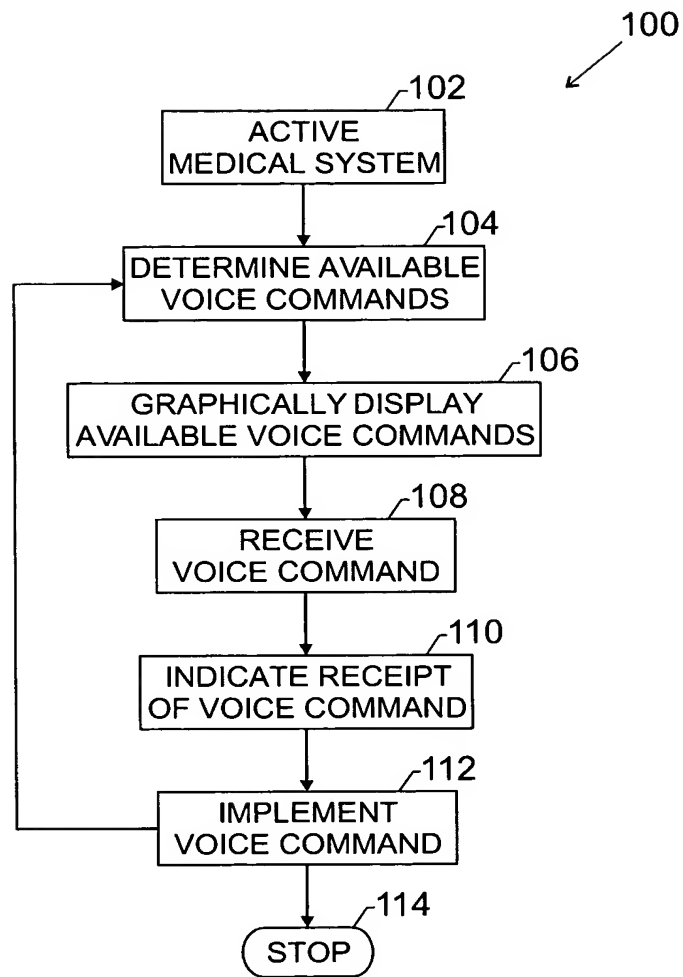 100
102
ACTIVE
MEDICAL SYSTEM
104
DETERMINE AVAILABLE
VOICE COMMANDS
106
GRAPHICALLY DISPLAY
AVAILABLE VOICE COMMANDS
108
RECEIVE
VOICE COMMAND
110
INDICATE RECEIPT
OF VOICE COMMAND
112
IMPLEMENT
VOICE COMMAND
114
STOP